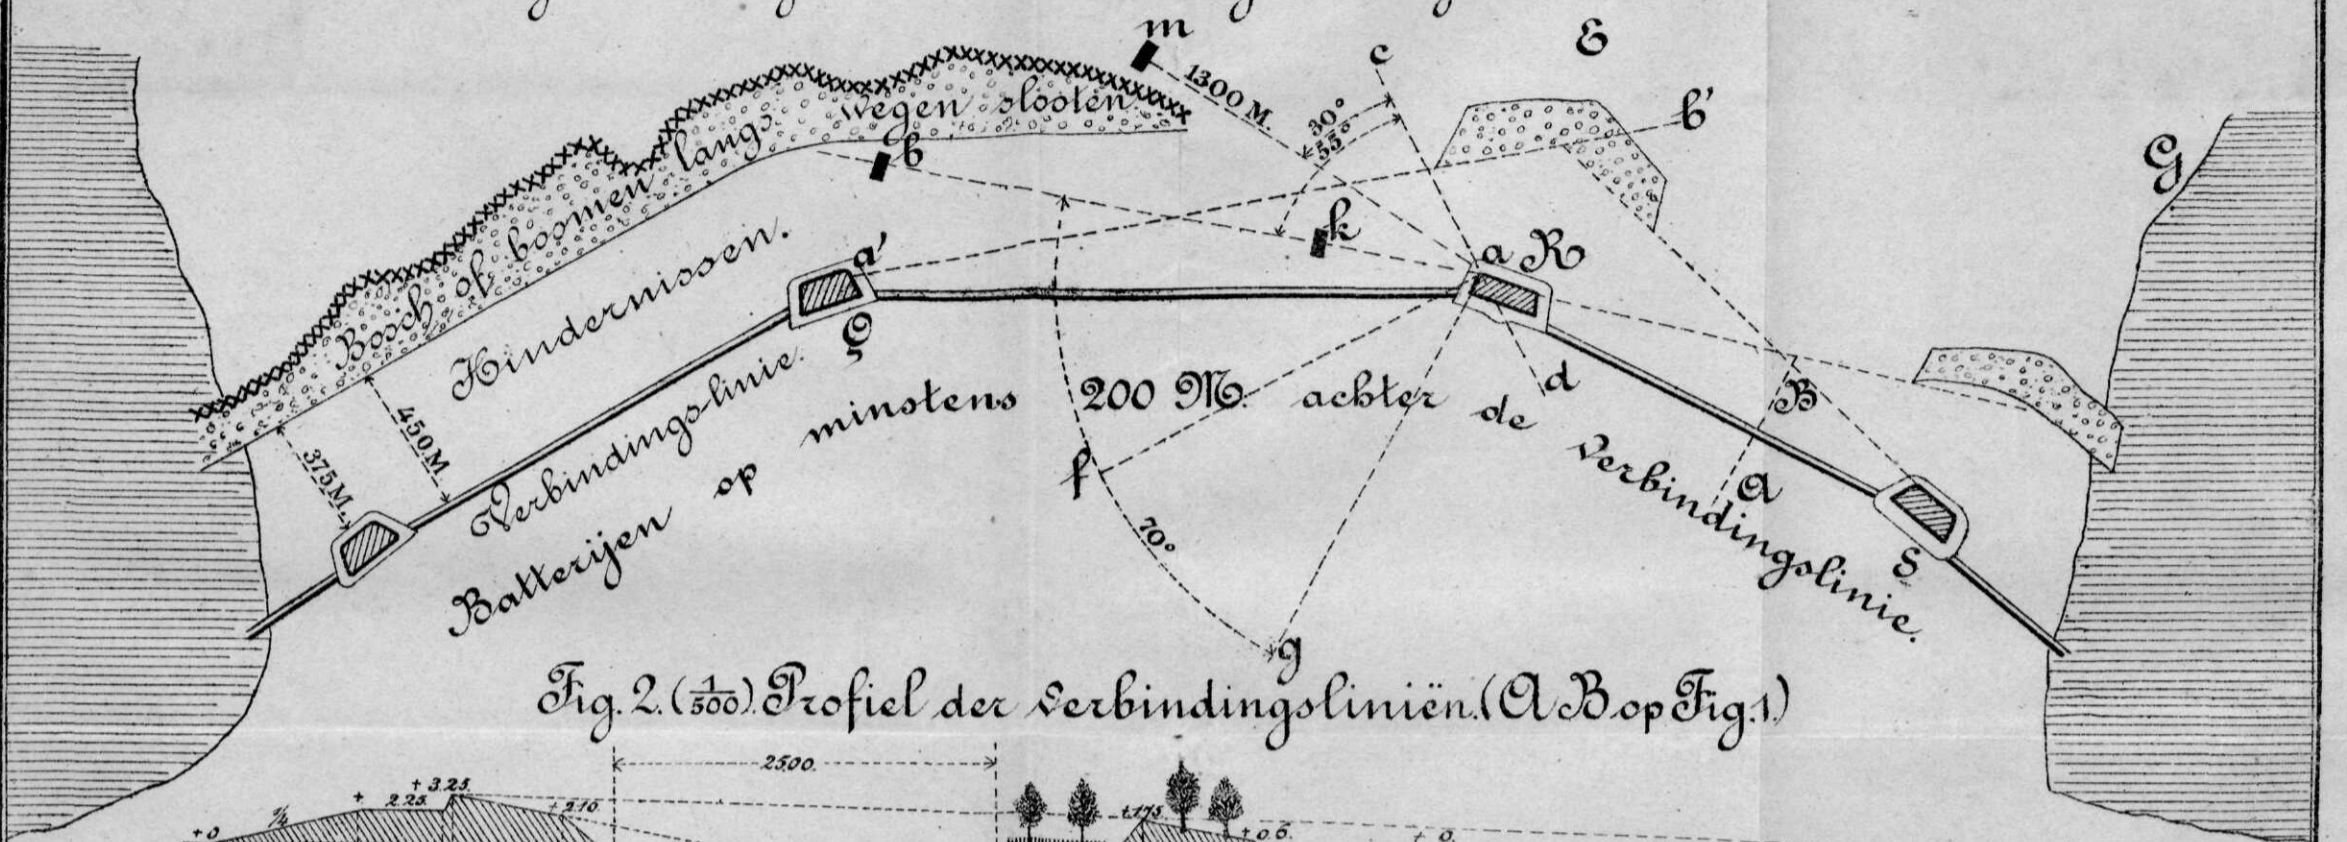 m
c
E
1300 M.
30°
55°
b'
G
wegen slooten
Bosch of boomen langs
b
k
a'
a R
Hindernissen.
Q
d
B
450 M
375 M.
Verbindingslinie.
Batterijen op minstens 200 M. achter de verbindingslinie.
f
A
S
70°
g
Fig. 2. (1/500). Profiel der verbindingsliniën. (A B op Fig. 1.)
25.00.
+ 3.25
+ 2.25
+ 2.10
+ 1.75
+0
+ 0.6.
+ 0.